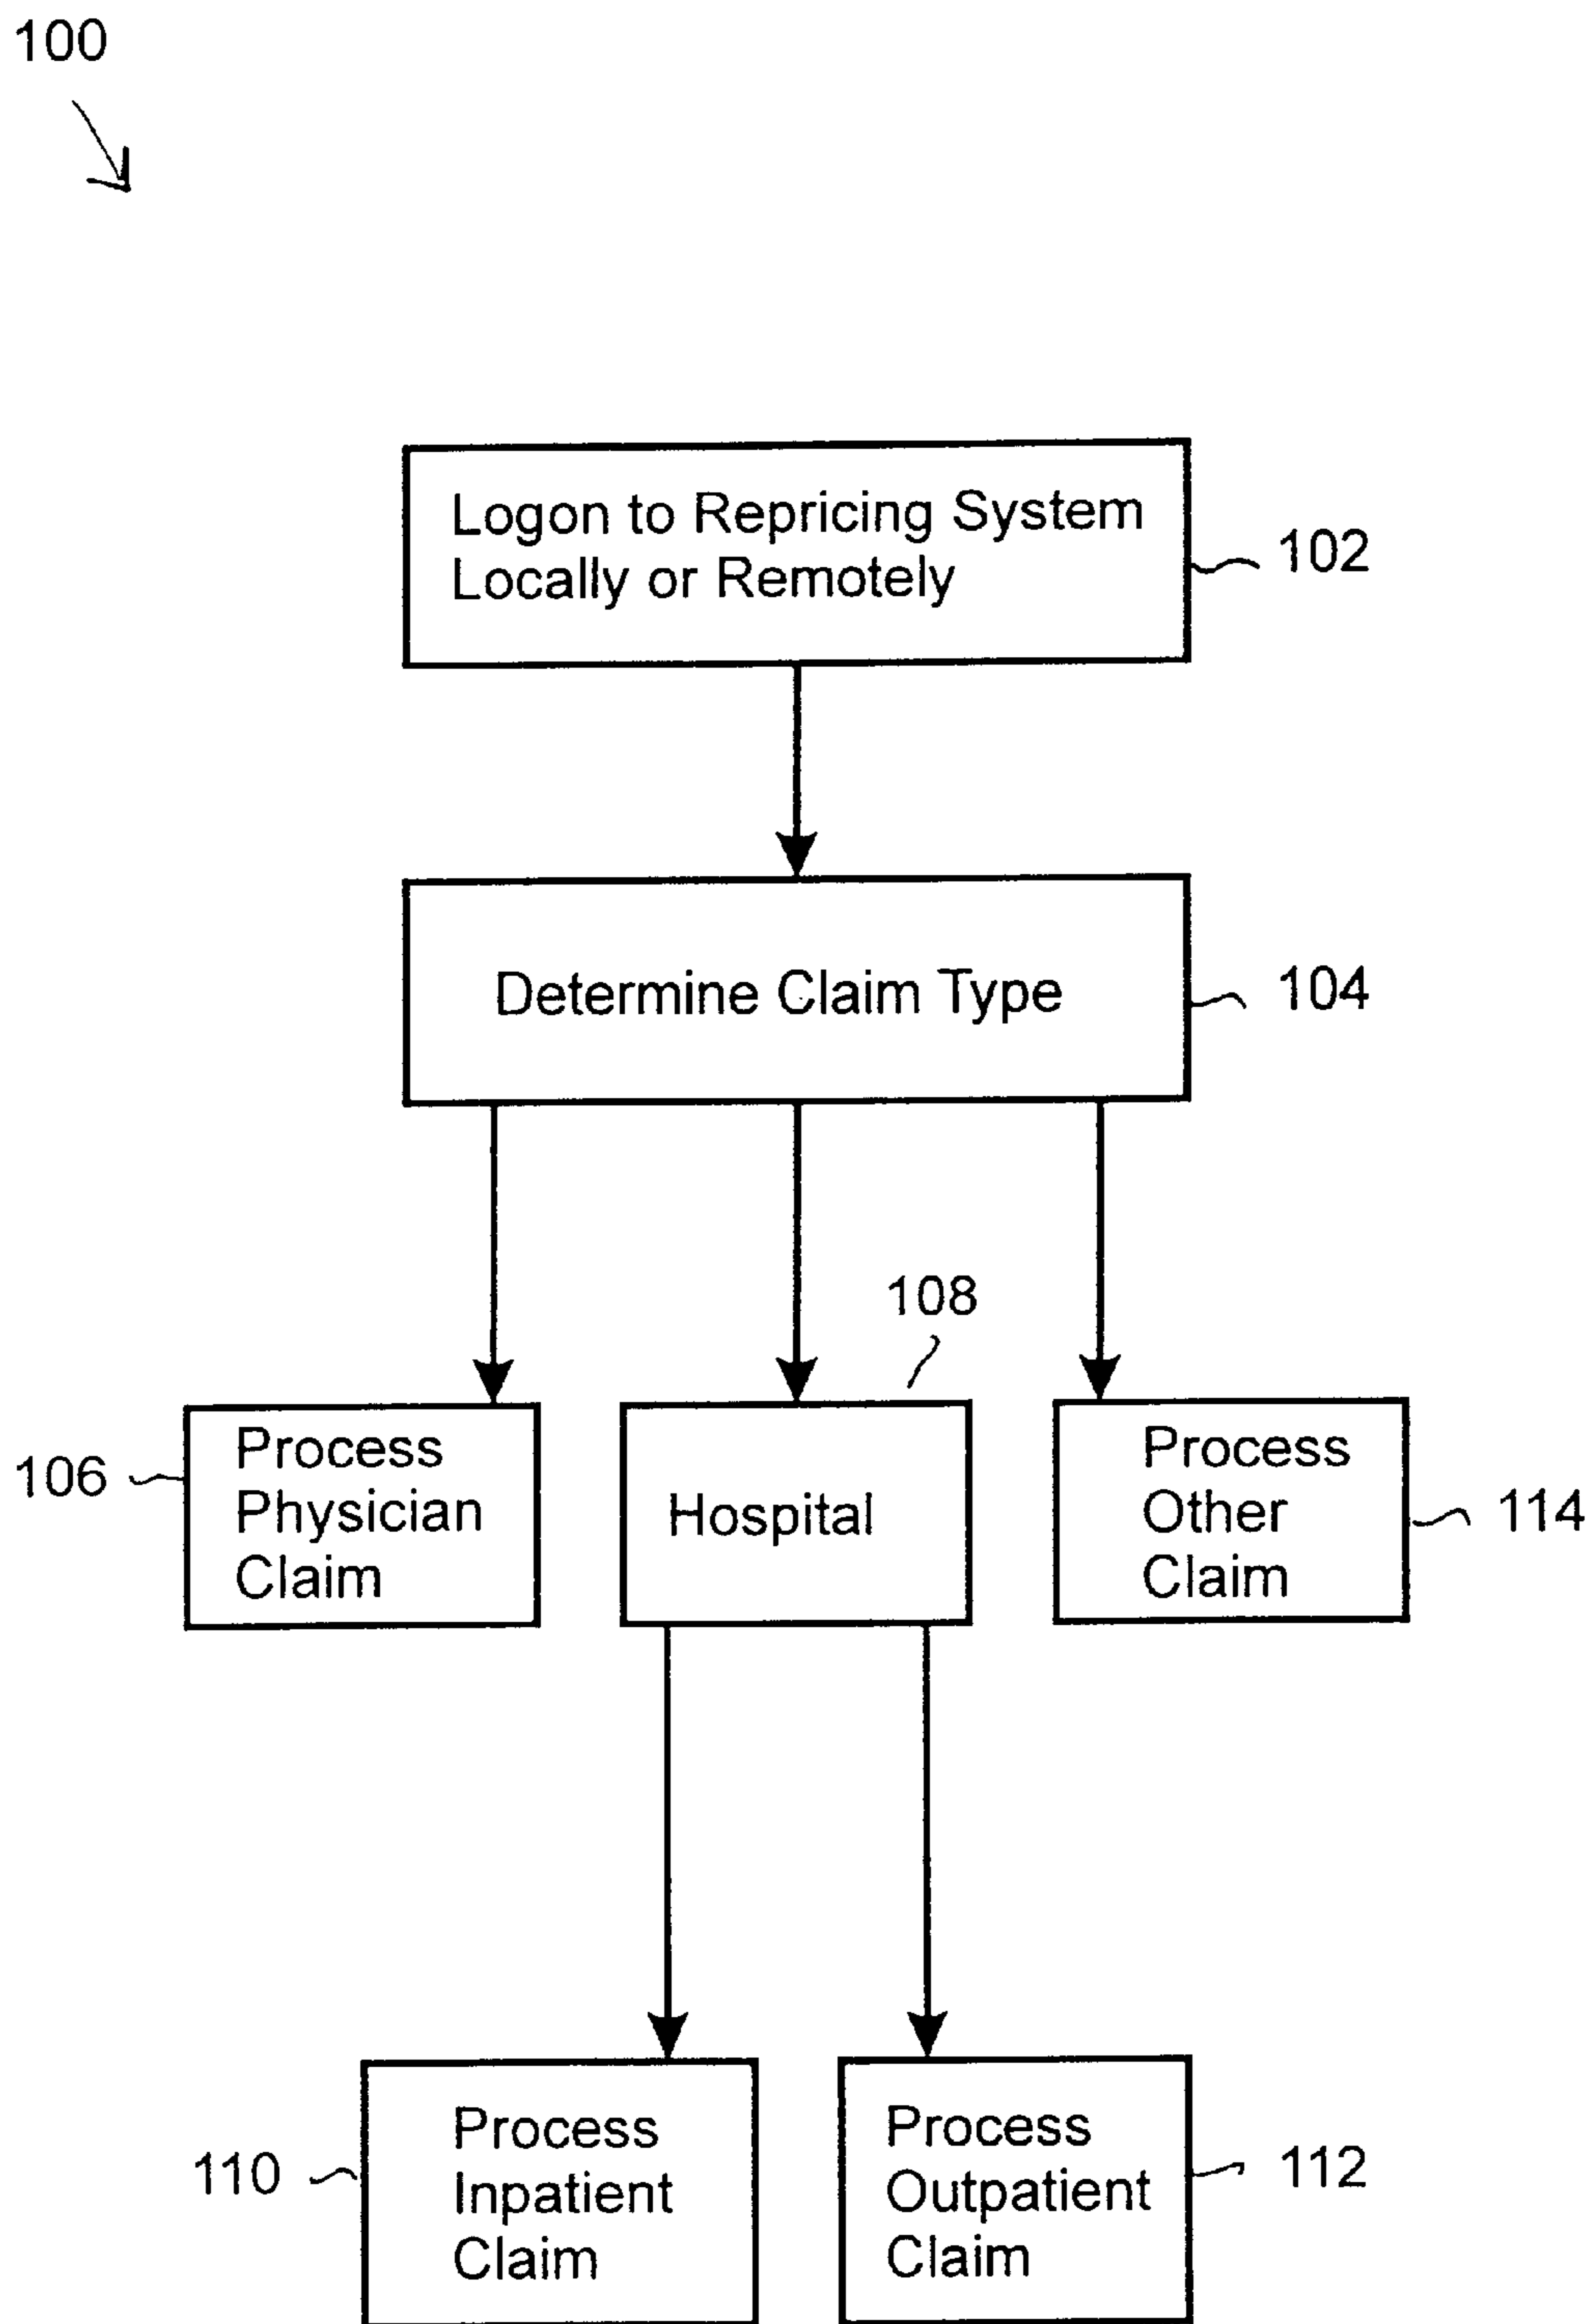 100
Logon to Repricing System
Locally or Remotely
102
Determine Claim Type
104
108
106
Process
Physician
Claim
Hospital
Process
Other
Claim
114
110
Process
Inpatient
Claim
Process
Outpatient
Claim
112